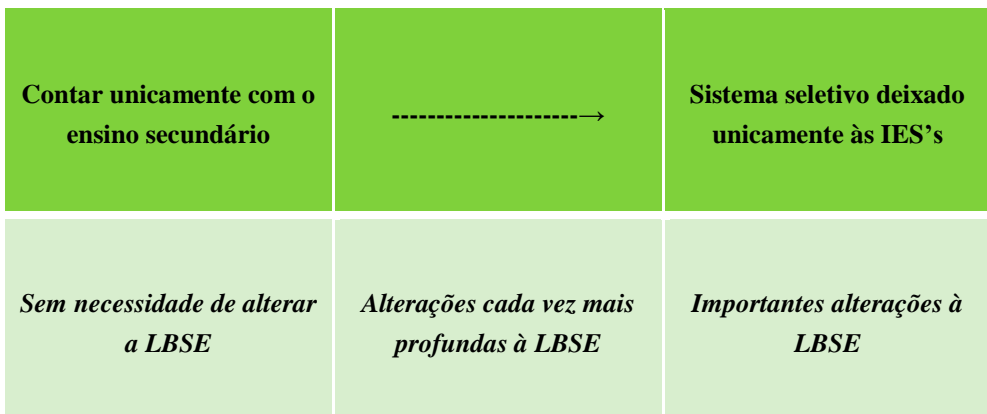 Contar unicamente com o
ensino secundário
---------------------→
Sistema seletivo deixado
unicamente às IES’s
Sem necessidade de alterar
a LBSE
Alterações cada vez mais
profundas à LBSE
Importantes alterações à
LBSE